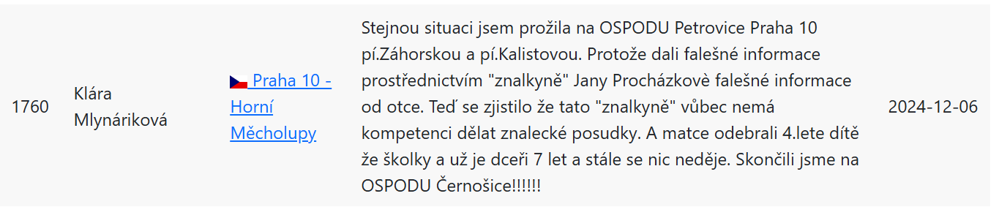 1760
Klára
Mlynáriková
Praha 10 -
Horní
Měcholupy
Stejnou situaci jsem prožila na OSPODU Petrovice Praha 10
pí.Záhorskou a pí.Kalistovou. Protože dali falešné informace
prostřednictvím "znalkyně" Jany Procházkovè falešné informace
od otce. Teď se zjistilo že tato "znalkyně" vůbec nemá
kompetenci dělat znalecké posudky. A matce odebrali 4.lete dítě
že školky a už je dceři 7 let a stále se nic neděje. Skončili jsme na
OSPODU Černošice!!!!!!
2024-12-06